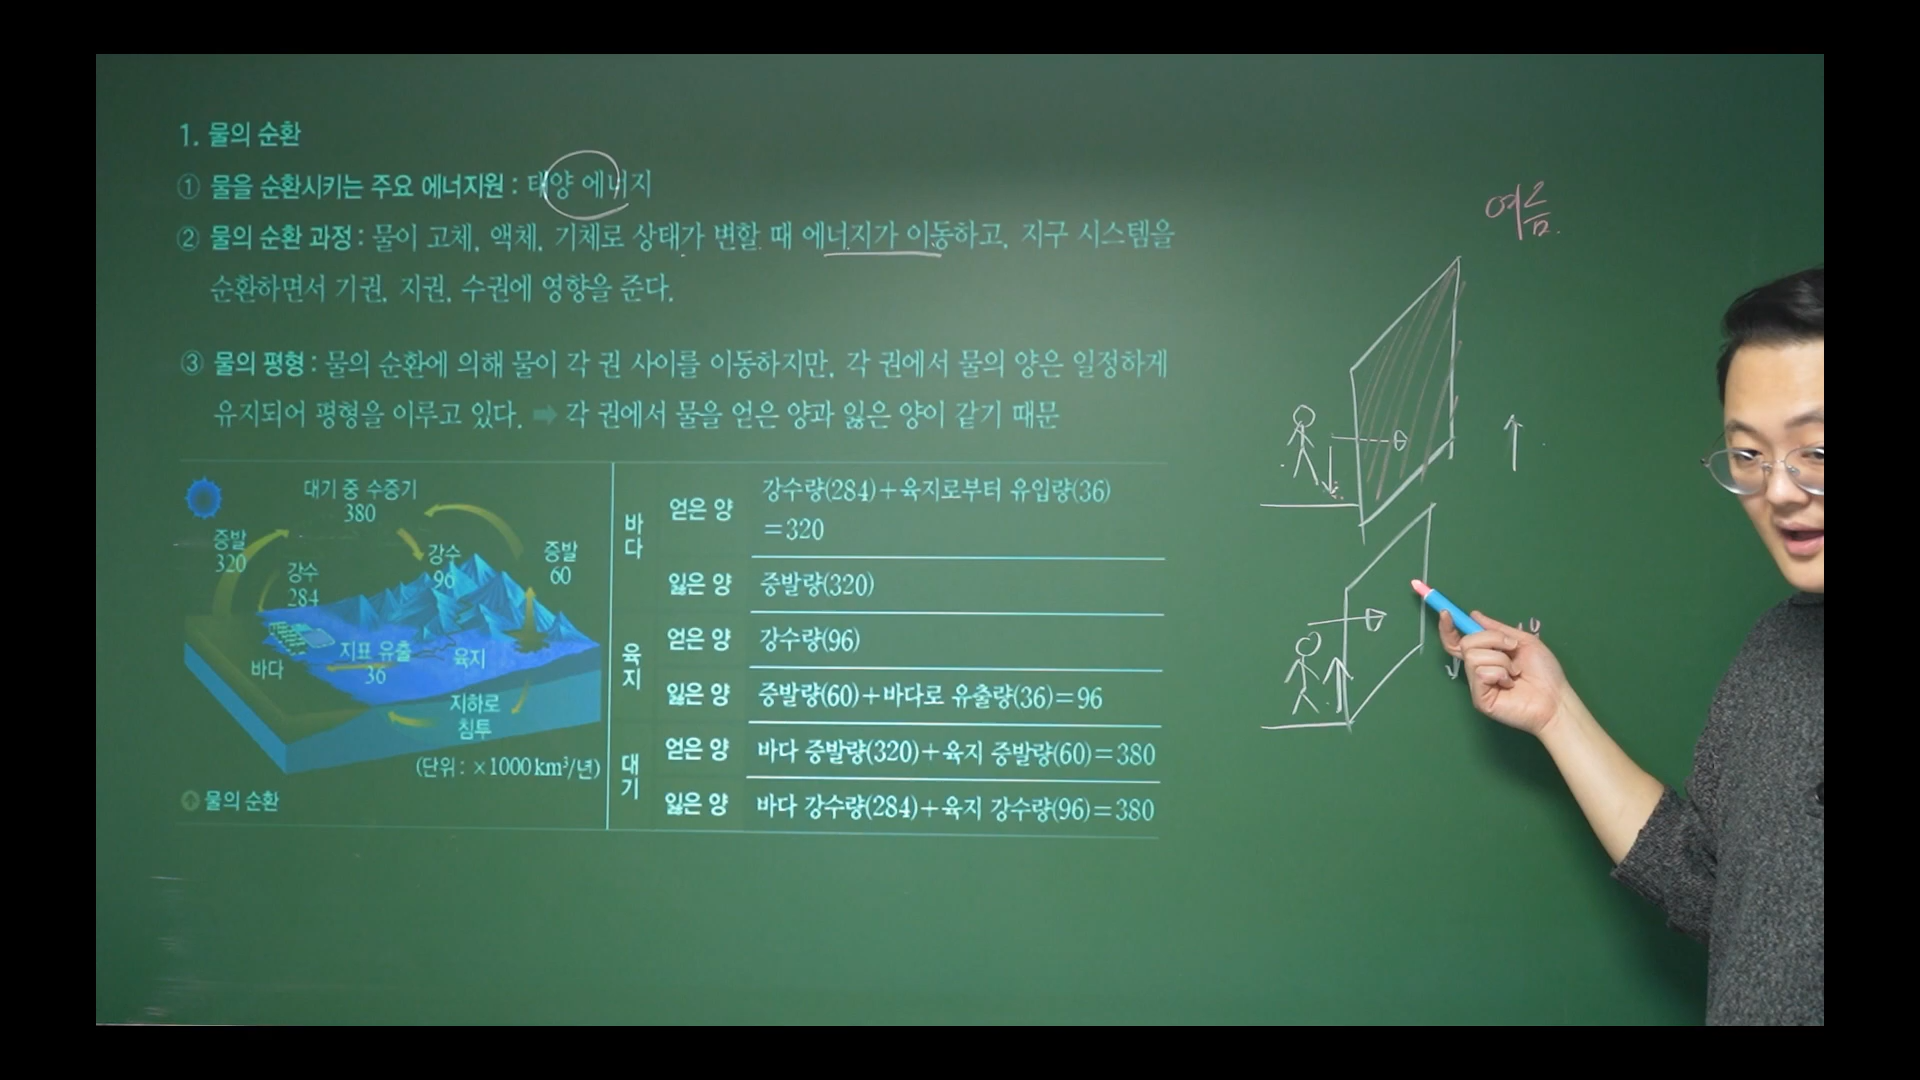 1. 물의 순환
① 물을 순환시키는 주요 에너지원 : 태양 에너지
② 물의 순환 과정 : 물이 고체, 액체, 기체로 상태가 변할 때 에너지가 이동하고, 지구 시스템을
순환하면서 기권, 지권, 수권에 영향을 준다.
③ 물의 평형 : 물의 순환에 의해 물이 각 권 사이를 이동하지만, 각 권에서 물의 양은 일정하게
유지되어 평형을 이루고 있다. ➡ 각 권에서 물을 얻은 양과 잃은 양이 같기 때문
대기 중 수증기
380
증발
320
강수
284
강수
96
증발
60
바다
지표 유출
36
육지
지하로
침투
(단위 : ×1000 km³/년)
물의 순환
바다
얻은 양
강수량(284)+육지로부터 유입량(36)
=320
잃은 양
증발량(320)
육지
얻은 양
강수량(96)
잃은 양
증발량(60)+바다로 유출량(36)=96
대기
얻은 양
바다 증발량(320)+육지 증발량(60)=380
잃은 양
바다 강수량(284)+육지 강수량(96)=380
여름